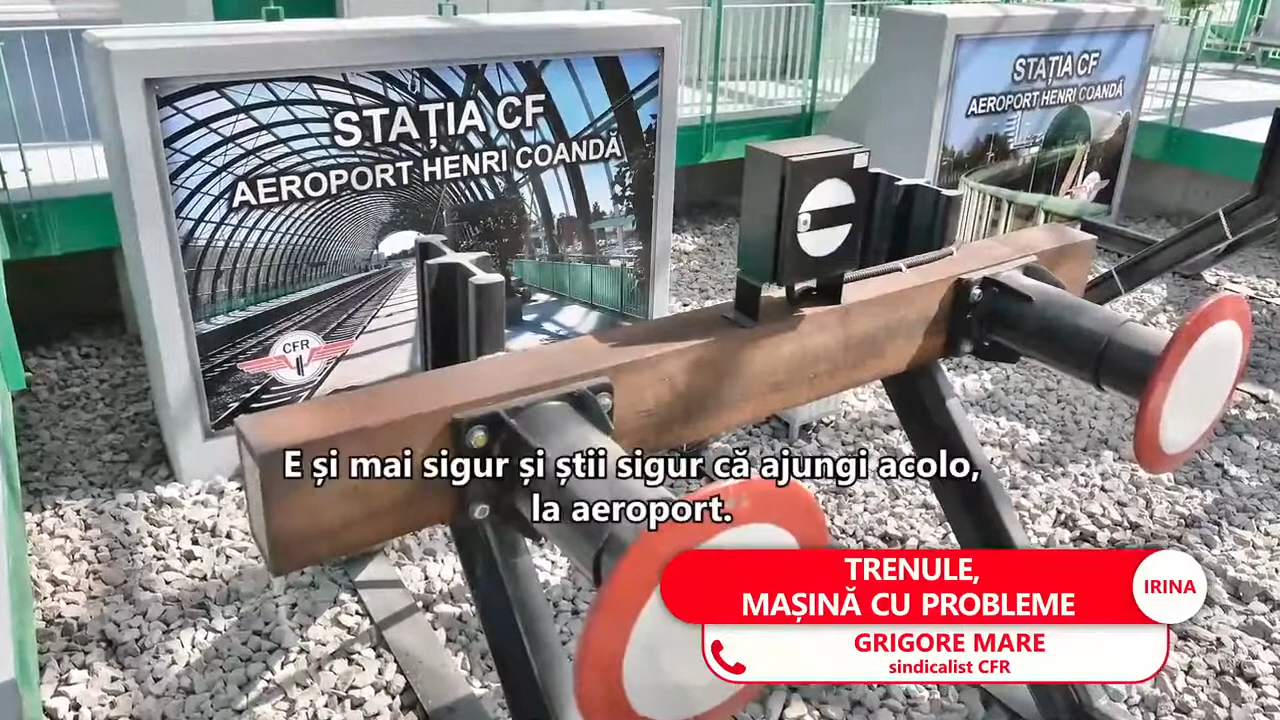 STAȚIA CF
AEROPORT HENRI COANDĂ
CFR
STAȚIA CF
AEROPORT HENRI COANDĂ
E și mai sigur și știi sigur că ajungi acolo,
la aeroport.
TRENULE,
MAȘINĂ CU PROBLEME
IRINA
GRIGORE MARE
sindicalist CFR